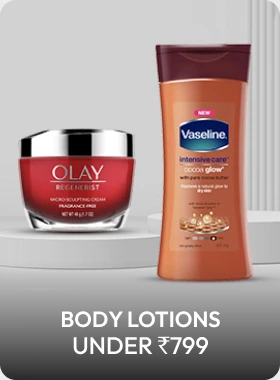 NEW
Vaseline
OLAY
intensive care
REGENERIST
cocoa glow
with pure cocoa butter
MICRO-SCULPTING CREAM
FRAGRANCE-FREE
BODY LOTIONS
UNDER ₹799